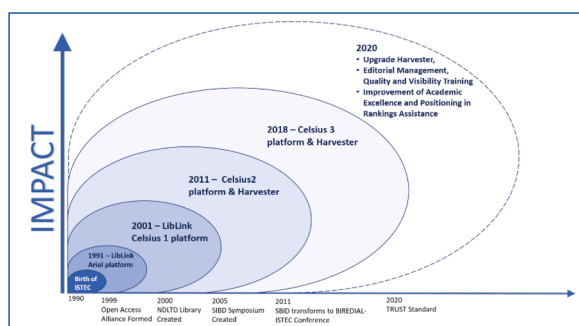 IMPACT
2020
• Upgrade Harvester,
• Editorial Management,
Quality and Visibility Training
• Improvement of Academic
Excellence and Positioning in
Rankings Assistance
2018 – Celsius 3
platform & Harvester
2011 – Celsius2
platform & Harvester
2001 – LibLink
Celsius 1 platform
1991 – LibLink
Ariel platform
Birth of
ISTEC
1990
1999
Open Access
Alliance Formed
2000
NDLTD Library
Created
2005
SIBD Symposium
Created
2011
SBID transforms to BIREDIAL-
ISTEC Conference
2020
TRUST Standard